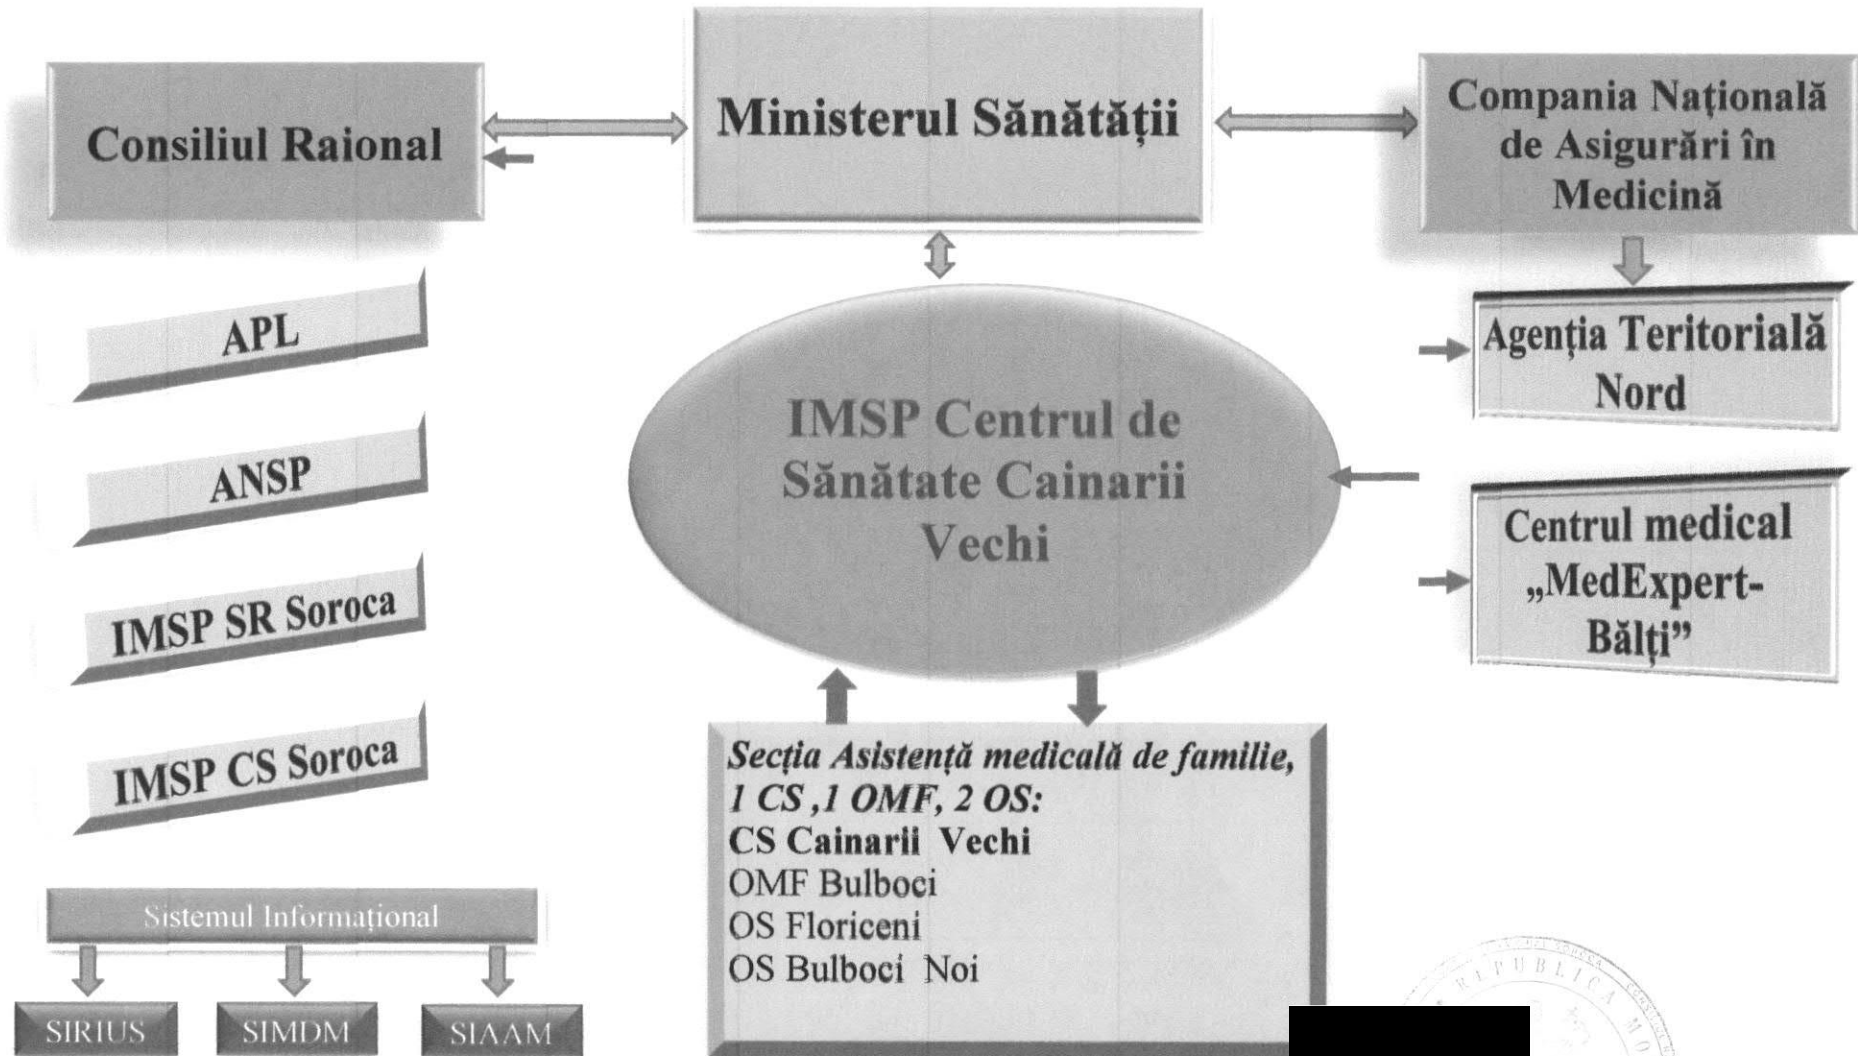 Consiliul Raional
Ministerul Sănătății
Compania Națională
de Asigurări în
Medicină
APL
ANSP
IMSP SR Soroca
IMSP CS Soroca
IMSP Centrul de
Sănătate Cainarii
Vechi
Agenția Teritorială
Nord
Centrul medical
„MedExpert-
Bălți”
Secția Asistență medicală de familie,
1 CS ,1 OMF, 2 OS:
CS Cainarii Vechi
OMF Bulboci
OS Floriceni
OS Bulboci Noi
Sistemul Informațional
SIRIUS
SIMDM
SIAAM
REPUBLICA